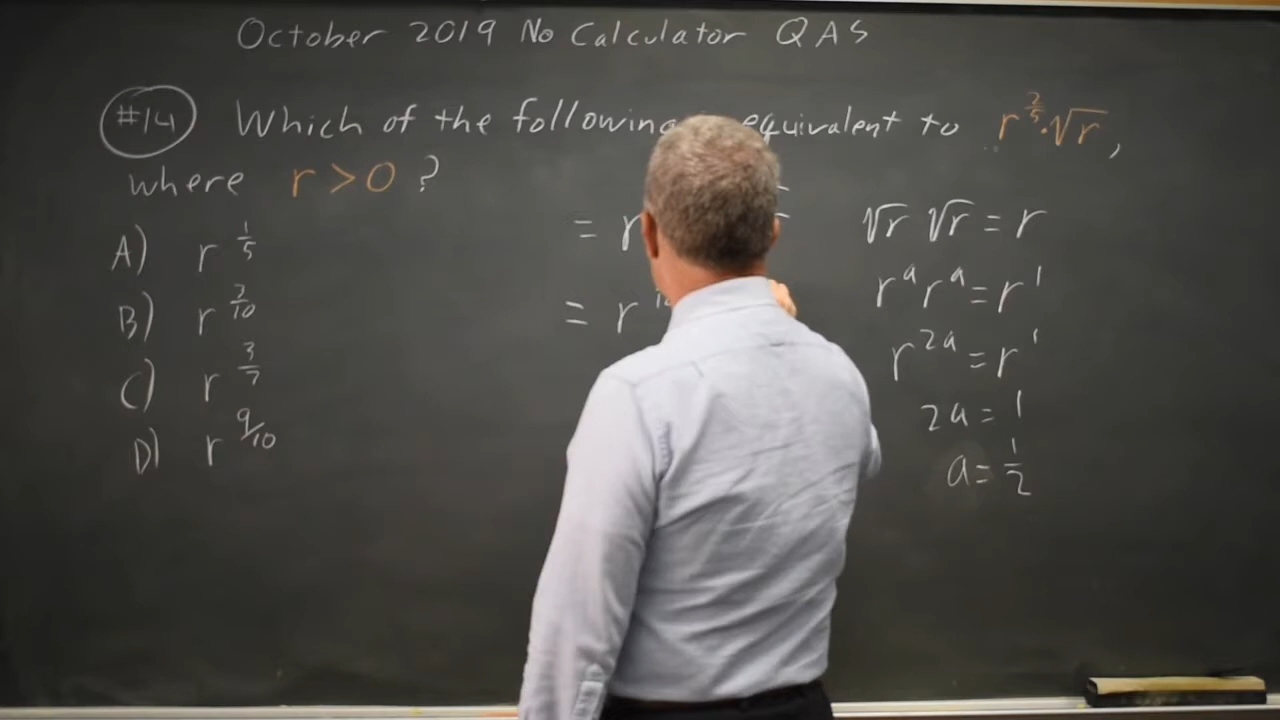 October 2019 No Calculator QAS
#14 Which of the following equivalent to r^(2/5)·√r,
where r > 0 ?
A) r^(1/5)
B) r^(2/10)
C) r^(3/7)
D) r^(9/10)
= r
= r
√r √r = r
r^a r^a = r^1
r^(2a) = r^1
2a = 1
a = 1/2